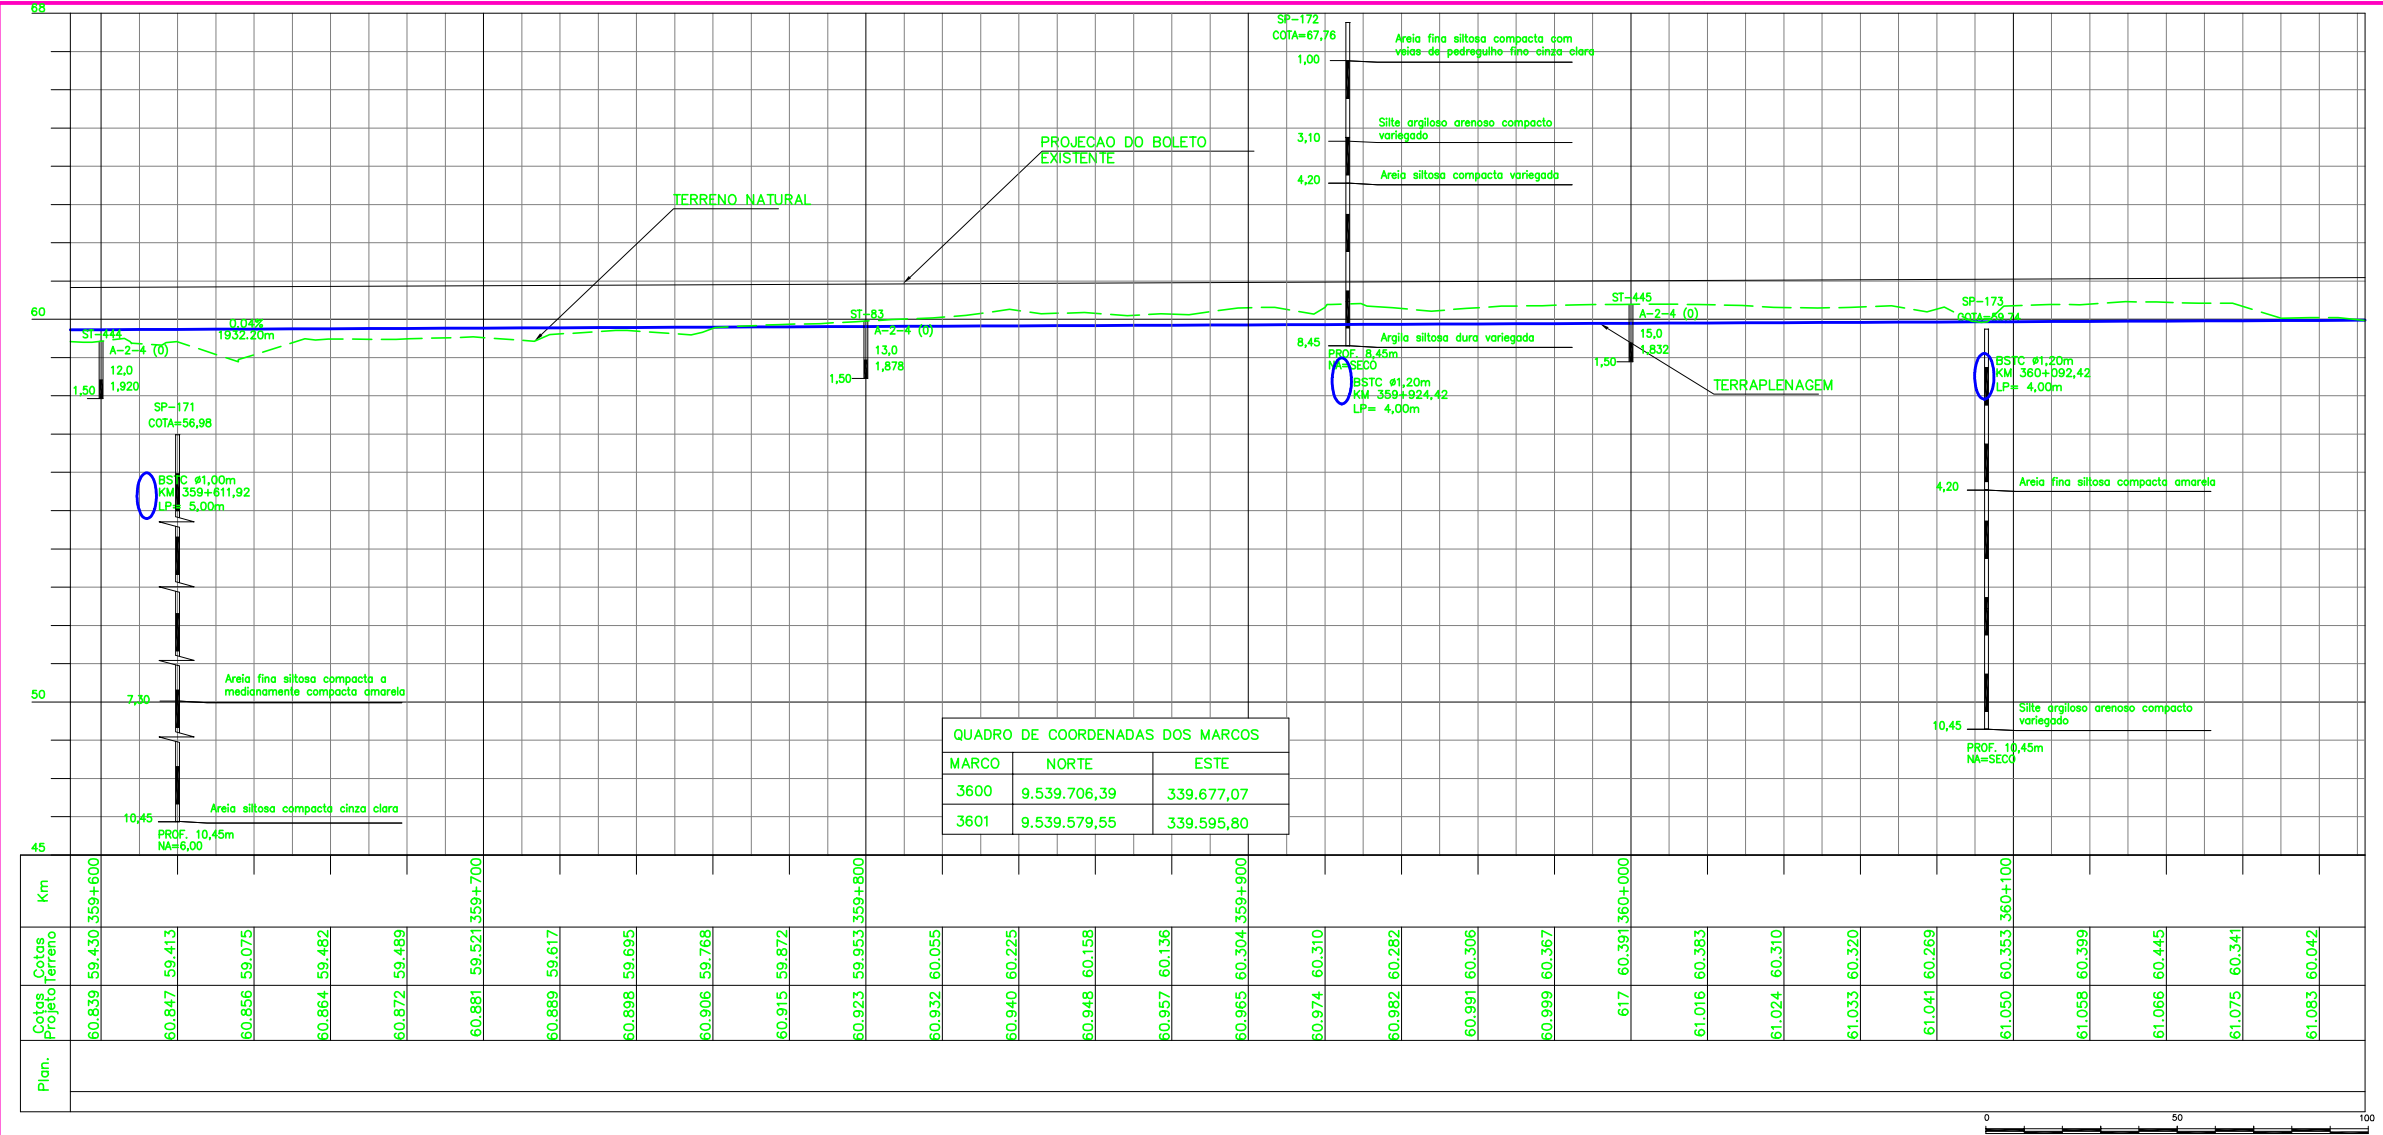 68
60
50
45
SP-172
COTA=67,76
1,00
Areia fina siltosa compacta com
veias de pedregulho fino cinza clara
3,10
Silte argiloso arenoso compacto
variegado
4,20
Areia siltosa compacta variegada
8,45
Argila siltosa dura variegada
PROF. 8,45m
NA=SECO
BSTC ø1,20m
KM 359+924,42
LP= 4,00m
PROJECAO DO BOLETO
EXISTENTE
TERRENO NATURAL
ST-444
0.04%
1932.20m
A-2-4 (0)
12,0
1,920
1,50
SP-171
COTA=56,98
BSTC ø1,00m
KM 359+611,92
LP= 5,00m
7,30
Areia fina siltosa compacta a
medianamente compacta amarela
10,45
Areia siltosa compacta cinza clara
PROF. 10,45m
NA=6,00
ST-83
A-2-4 (0)
13,0
1,878
1,50
ST-445
A-2-4 (0)
15,0
1,832
1,50
TERRAPLENAGEM
SP-173
COTA=59,74
BSTC ø1,20m
KM 360+092,42
LP= 4,00m
4,20
Areia fina siltosa compacta amarela
10,45
Silte argiloso arenoso compacto
variegado
PROF. 10,45m
NA=SECO
QUADRO DE COORDENADAS DOS MARCOS
MARCO NORTE ESTE
3600 9.539.706,39 339.677,07
3601 9.539.579,55 339.595,80
Km 359+600 359+700 359+800 359+900 360+000 360+100
Cotas Terreno 59.430 59.413 59.075 59.482 59.489 59.521 59.617 59.695 59.768 59.872 59.953 60.055 60.225 60.158 60.136 60.304 60.310 60.282 60.306 60.367 60.391 60.383 60.310 60.320 60.269 60.353 60.399 60.445 60.341 60.042
Cotas Projeto 60.839 60.847 60.856 60.864 60.872 60.881 60.889 60.898 60.906 60.915 60.923 60.932 60.940 60.948 60.957 60.965 60.974 60.982 60.991 60.999 617 61.016 61.024 61.033 61.041 61.050 61.058 61.066 61.075 61.083
Plan.
0 50 100